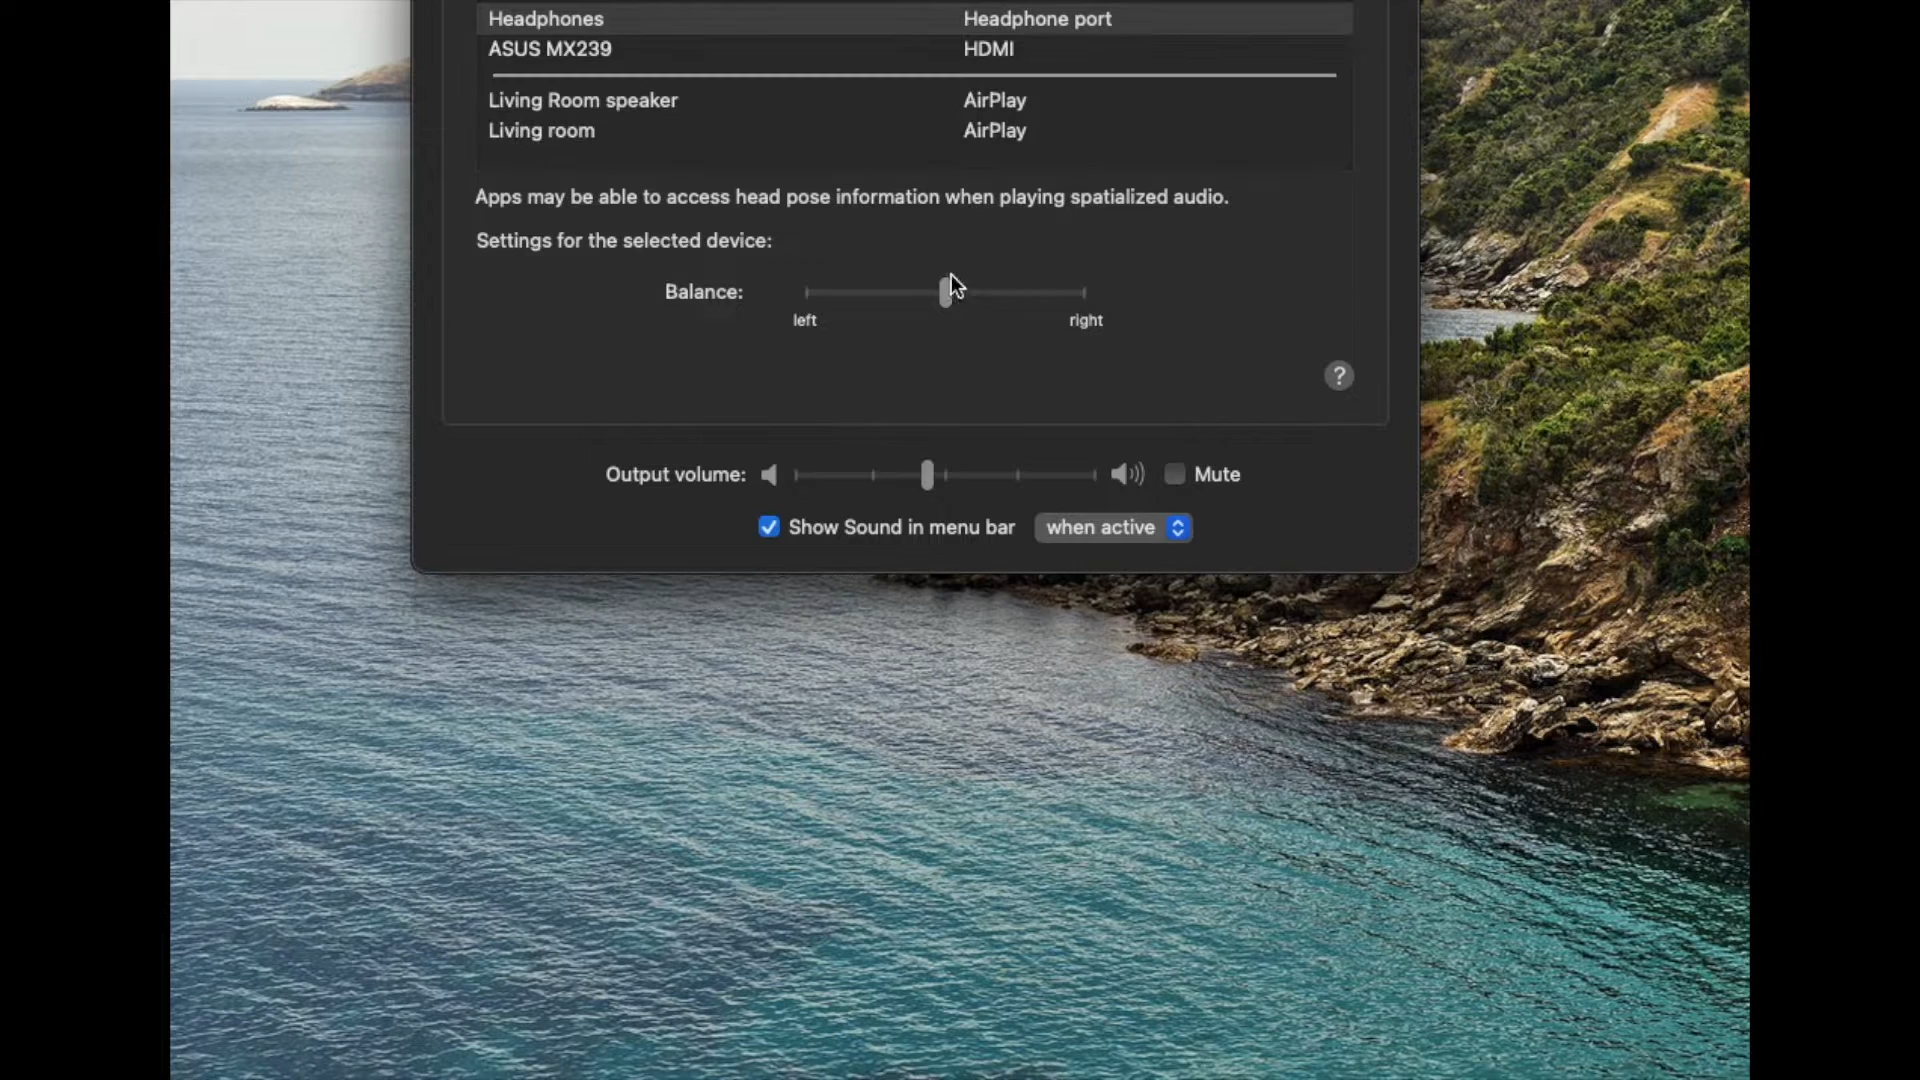 Headphones Headphone port
ASUS MX239 HDMI
Living Room speaker AirPlay
Living room AirPlay
Apps may be able to access head pose information when playing spatialized audio.
Settings for the selected device:
Balance:
left right
?
Output volume: Mute
Show Sound in menu bar when active